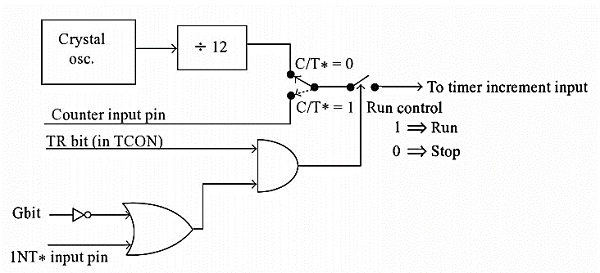 Crystal
osc.
÷ 12
C/T* = 0
To timer increment input
Counter input pin
C/T* = 1
Run control
1 ⇒ Run
0 ⇒ Stop
TR bit (in TCON)
Gbit
1NT* input pin